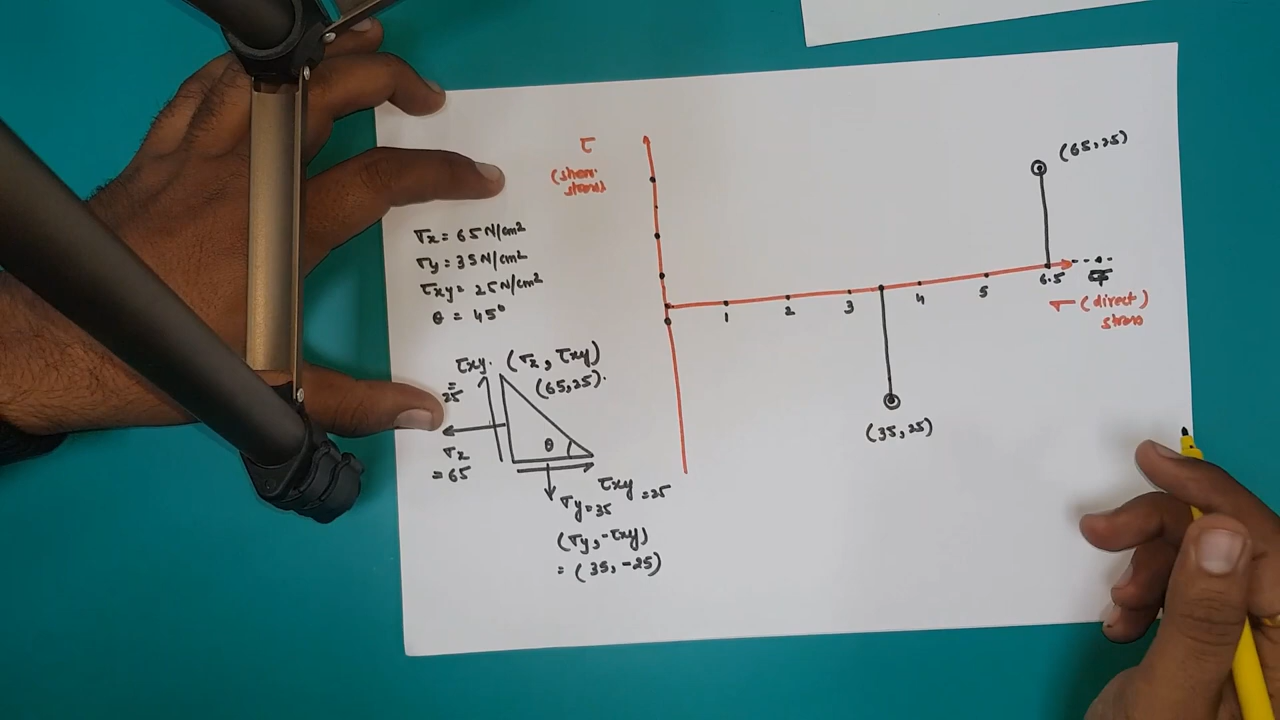 τ
(shear
stress)
σx = 65 N/cm²
σy = 35 N/cm²
τxy = 25 N/cm²
θ = 45°
(65,25)
1
2
3
4
5
6.5
σ (direct)
stress
(35,25)
τxy
= 25
(σx, τxy)
(65,25).
θ
σx
= 65
τxy = 25
σy = 35
(σy, -τxy)
= (35, -25)